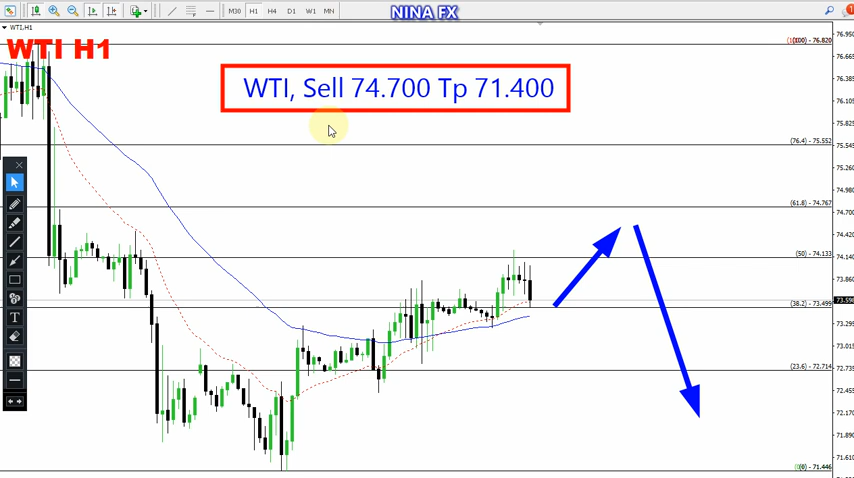 M30 H1 H4 D1 W1 MN
NINA FX
WTI,H1
WTI H1
WTI, Sell 74.700 Tp 71.400
(100) - 76.820
(76.4) - 75.552
(61.8) - 74.767
(50) - 74.133
(38.2) - 73.499
(23.6) - 72.714
(0) - 71.446
76.950
76.665
76.385
76.105
75.825
75.545
75.260
74.980
74.700
74.420
74.140
73.860
73.590
73.295
73.015
72.735
72.450
72.170
71.890
71.610
T